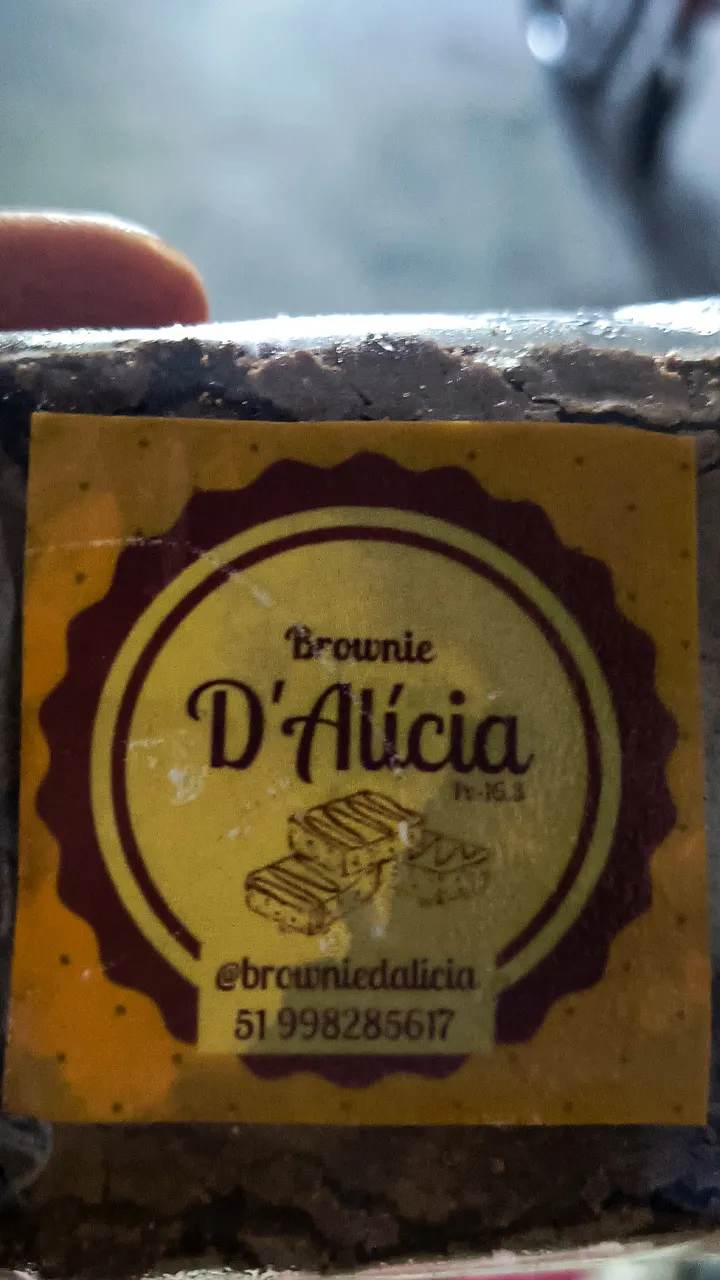 Brownie
D'Alícia
@browniedalicia
51 998285617